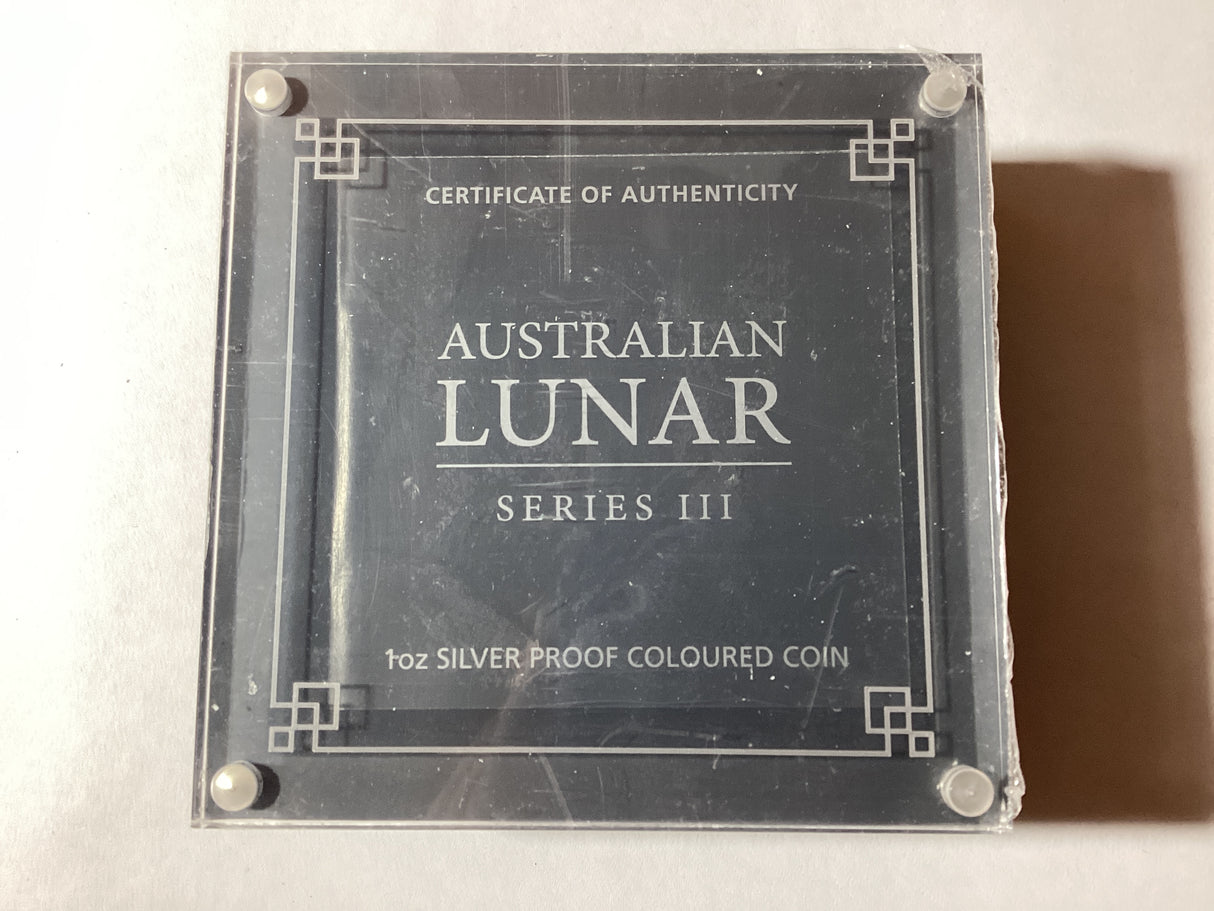 CERTIFICATE OF AUTHENTICITY
AUSTRALIAN
LUNAR
SERIES III
1oz SILVER PROOF COLOURED COIN